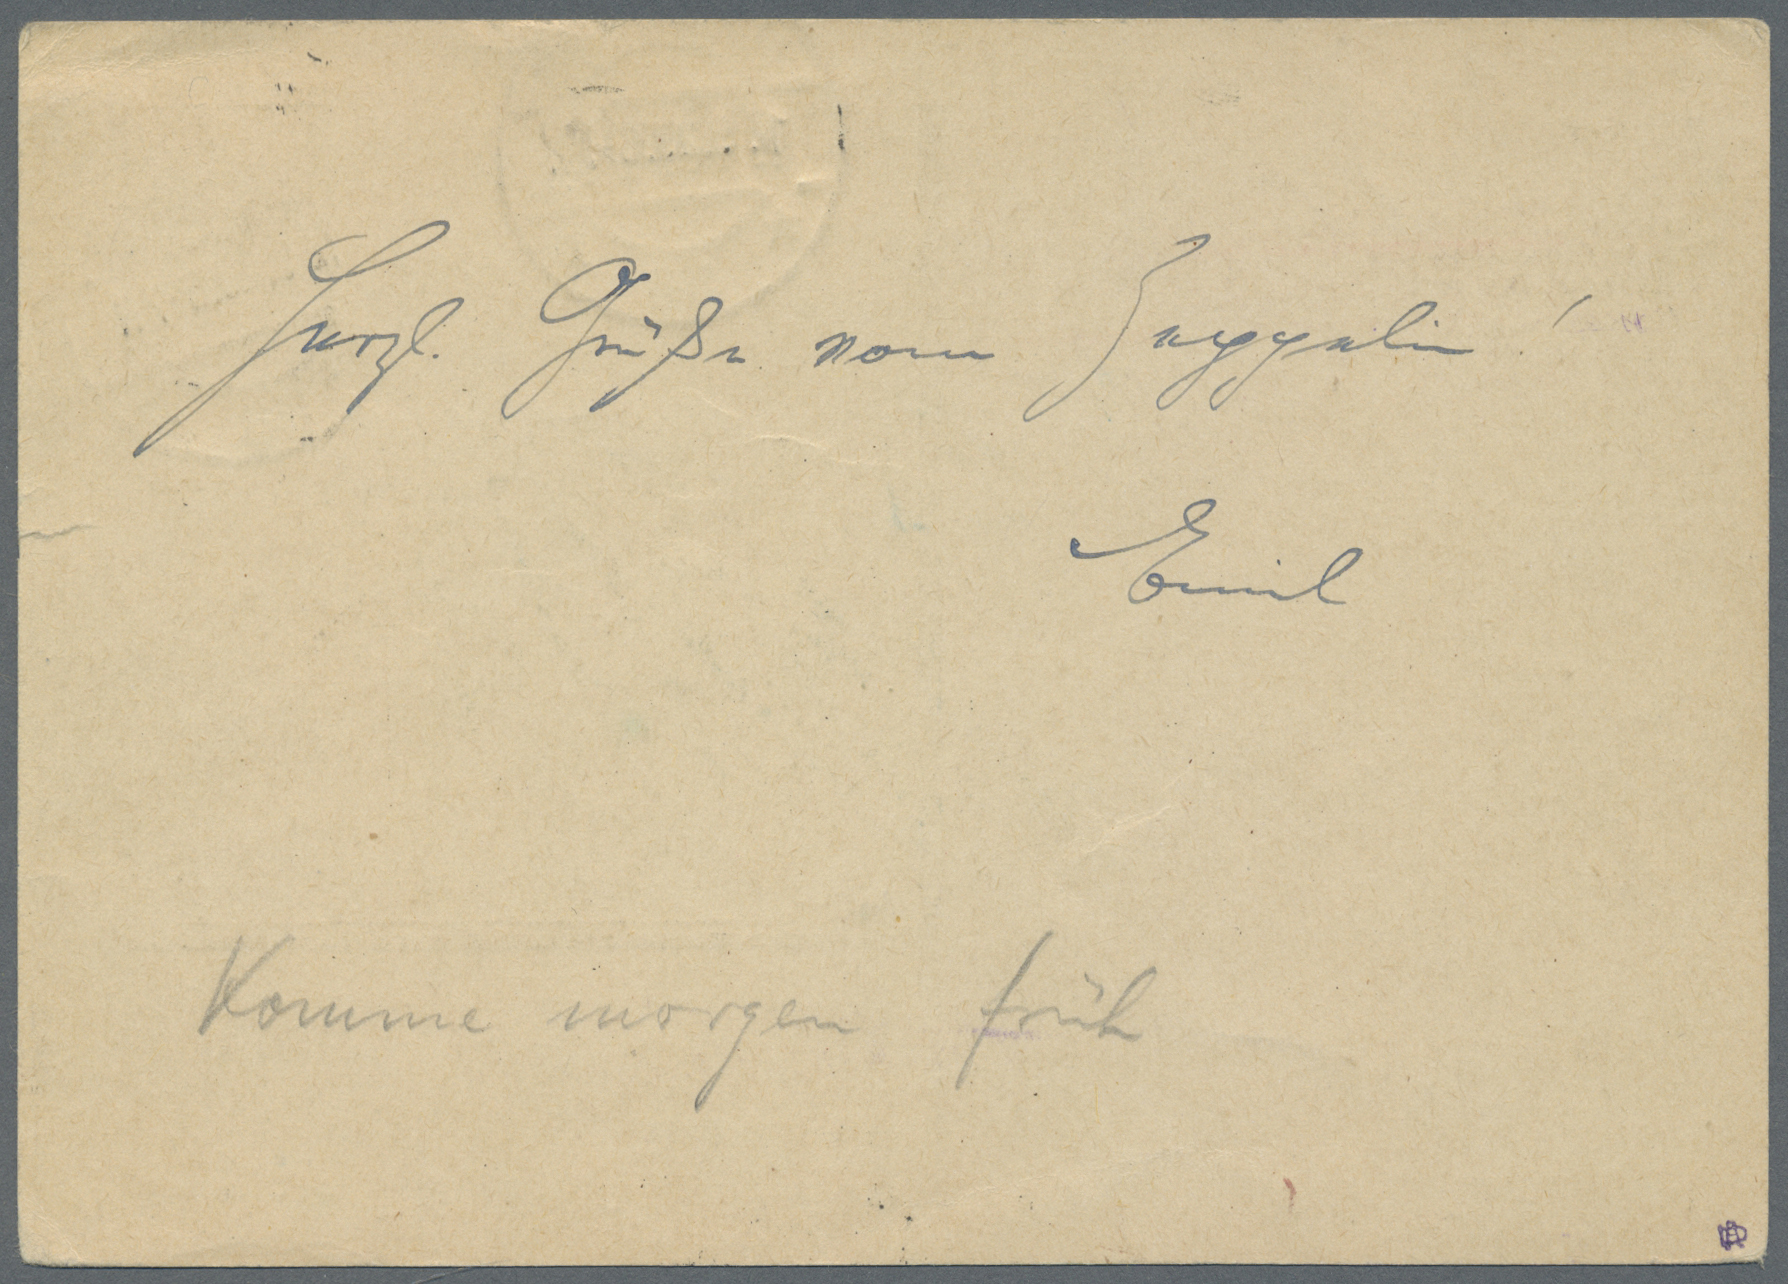 Herzl. Grüße vom Zeppelin!
Emil
Komme morgen früh